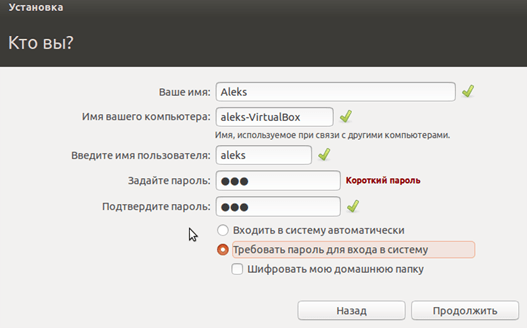 Установка
Кто вы?
Ваше имя: Aleks
Имя вашего компьютера: aleks-VirtualBox
Имя, используемое при связи с другими компьютерами.
Введите имя пользователя: aleks
Задайте пароль: ●●● Короткий пароль
Подтвердите пароль: ●●●
Входить в систему автоматически
Требовать пароль для входа в систему
Шифровать мою домашнюю папку
Назад Продолжить